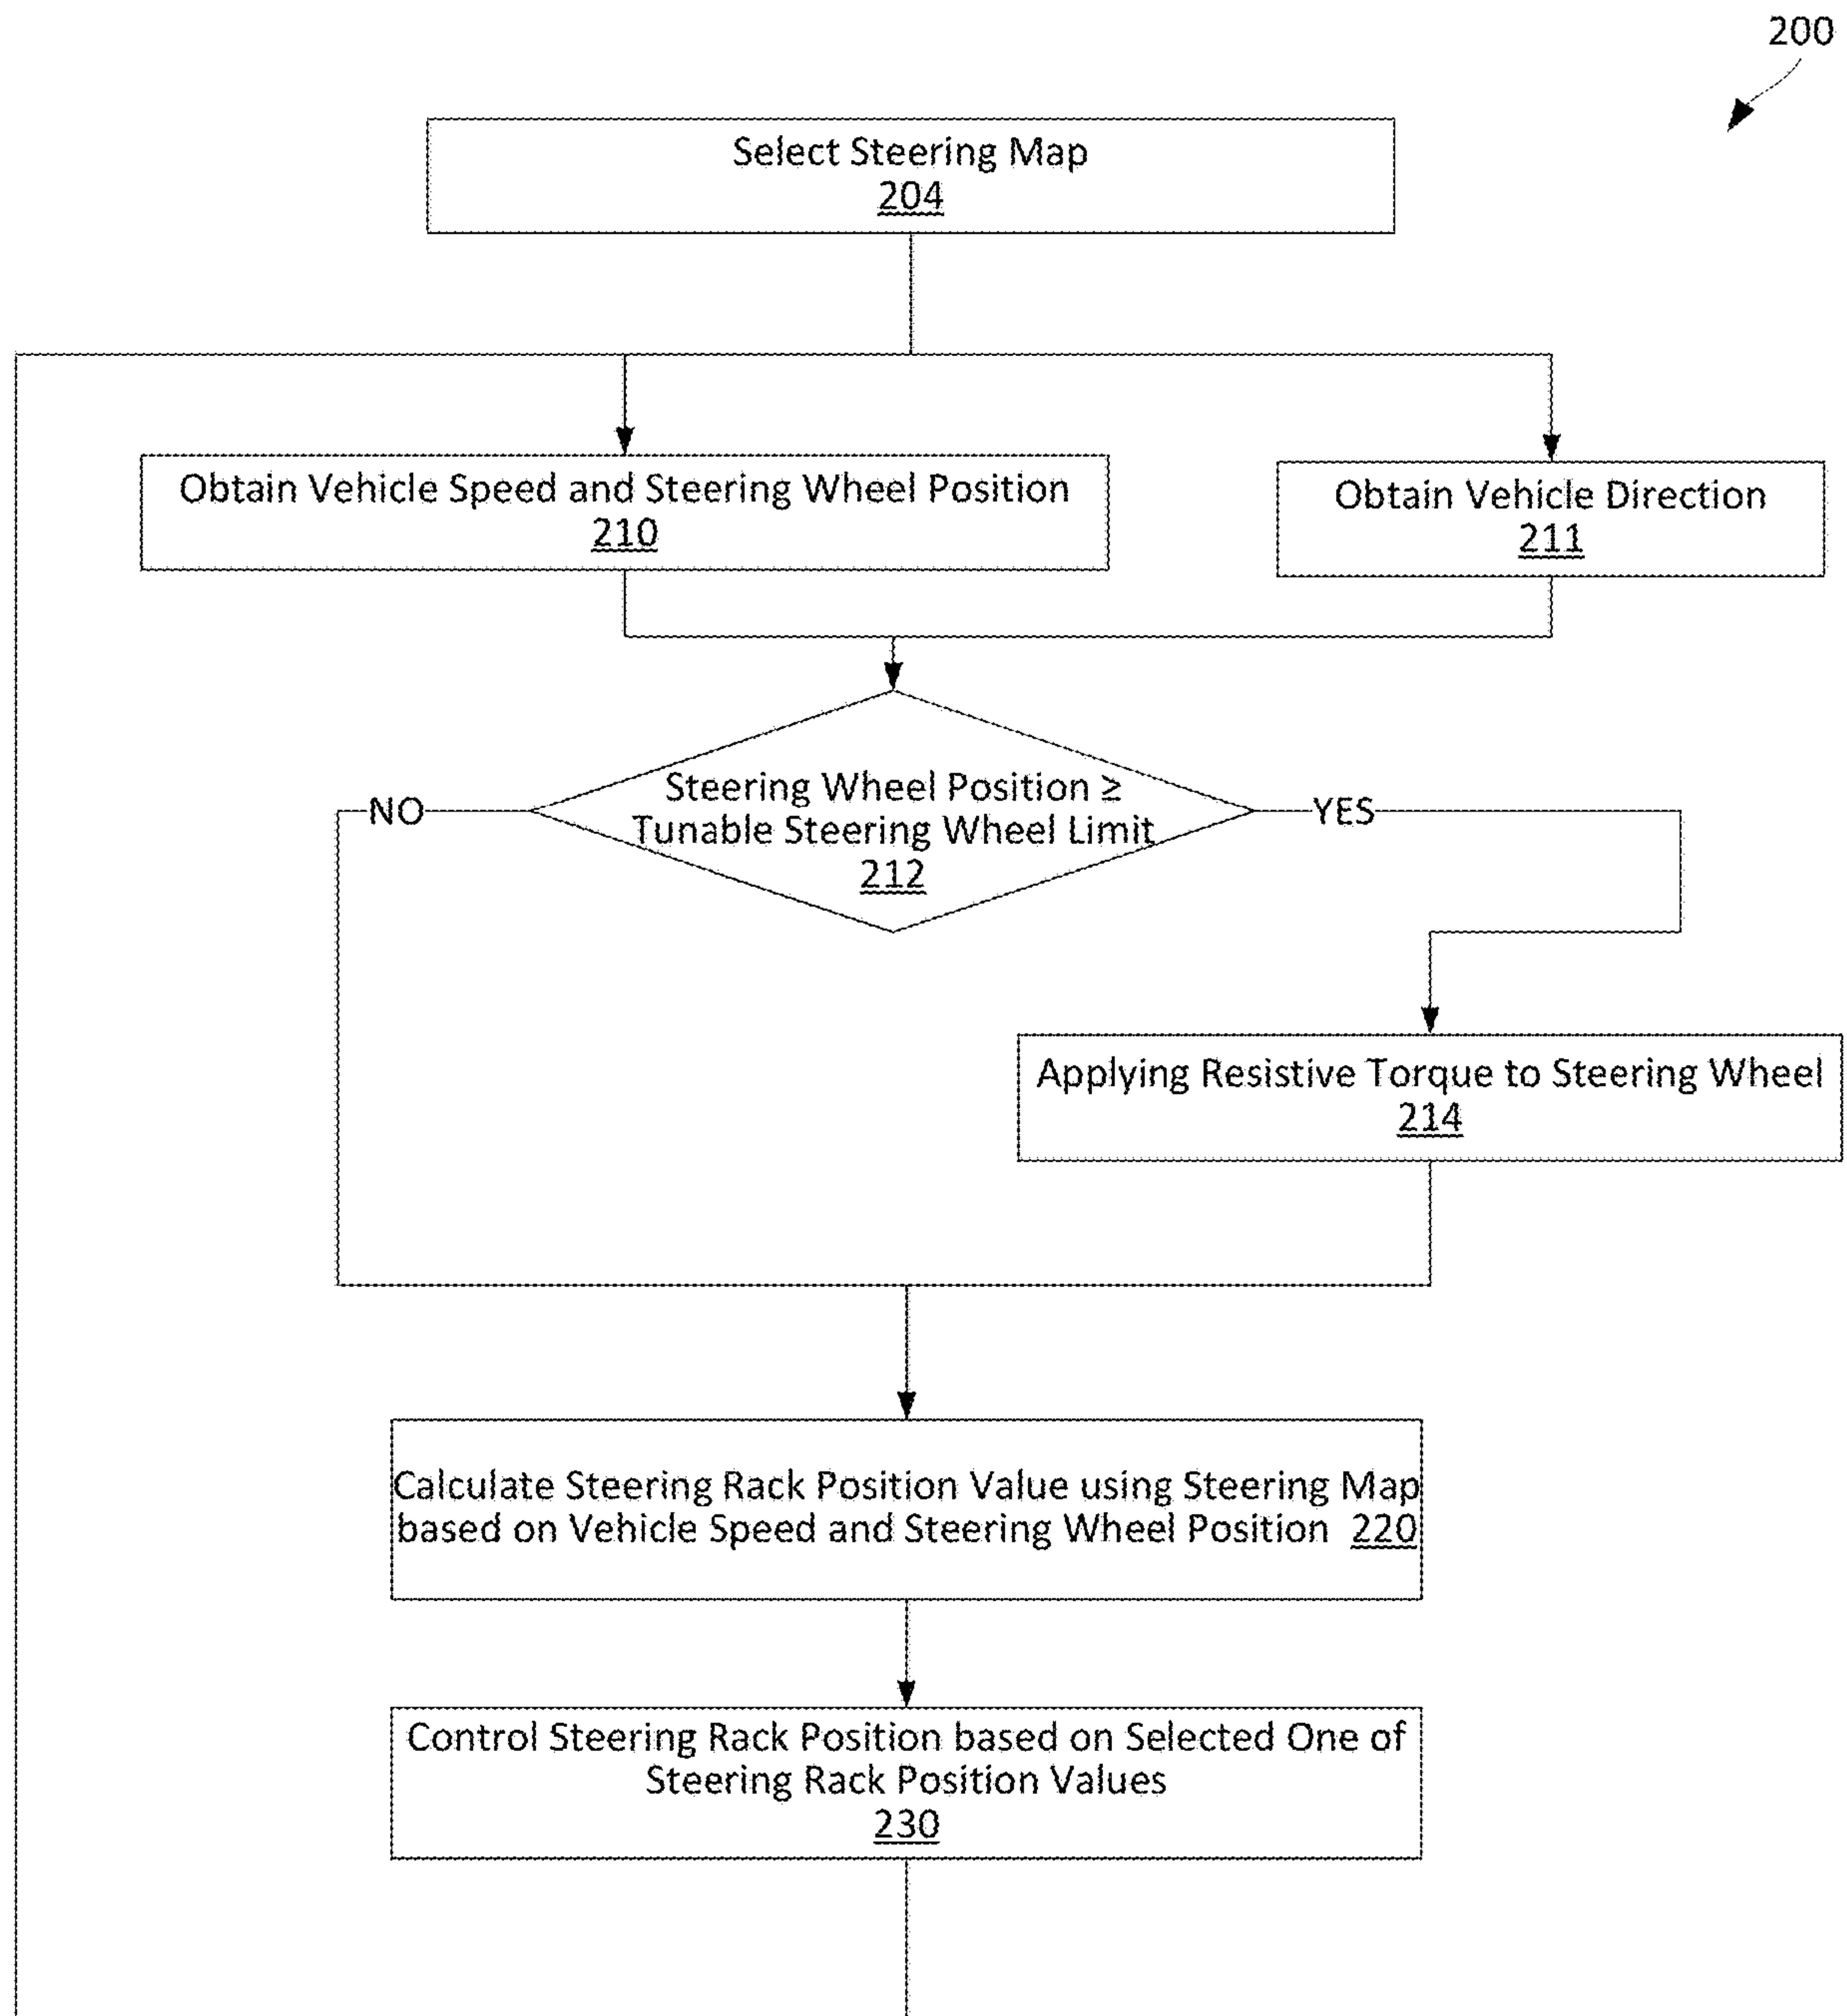 200
Select Steering Map
204
Obtain Vehicle Speed and Steering Wheel Position
210
Obtain Vehicle Direction
211
Steering Wheel Position ≥
Tunable Steering Wheel Limit
212
NO
YES
Applying Resistive Torque to Steering Wheel
214
Calculate Steering Rack Position Value using Steering Map
based on Vehicle Speed and Steering Wheel Position 220
Control Steering Rack Position based on Selected One of
Steering Rack Position Values
230